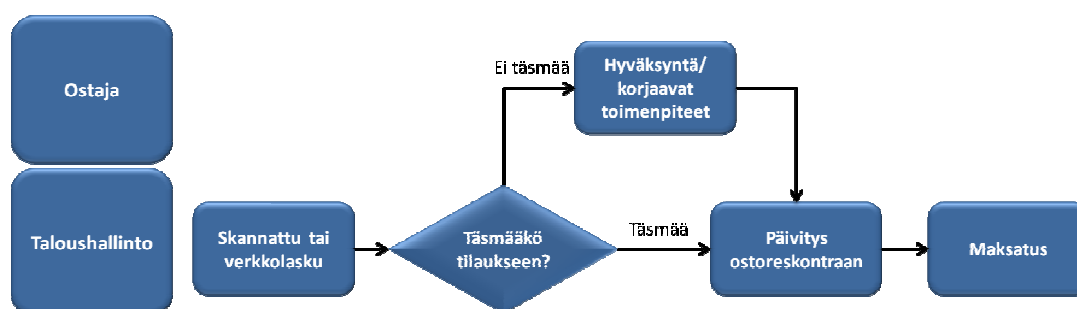 Ostaja
Ei täsmää
Hyväksyntä/
korjaavat
toimenpiteet
Taloushallinto
Skannattu tai
verkkolasku
Täsmääkö
tilaukseen?
Täsmää
Päivitys
ostoreskontraan
Maksatus